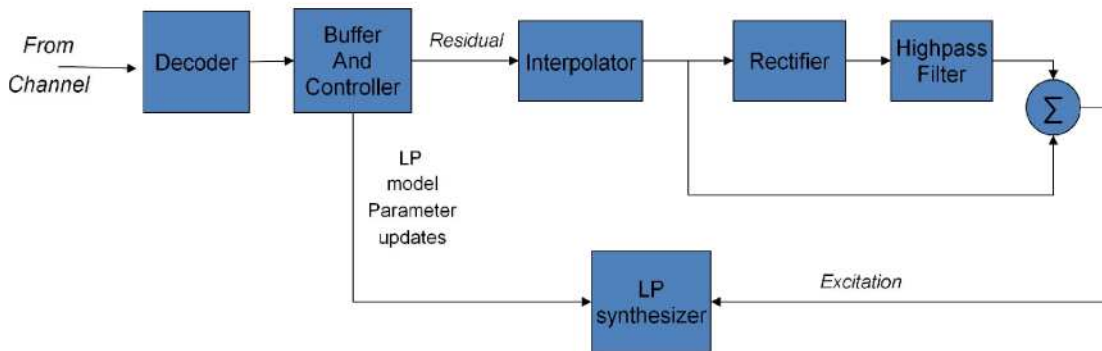 From
Channel
Decoder
Buffer
And
Controller
Residual
Interpolator
Rectifier
Highpass
Filter
Σ
LP
model
Parameter
updates
LP
synthesizer
Excitation